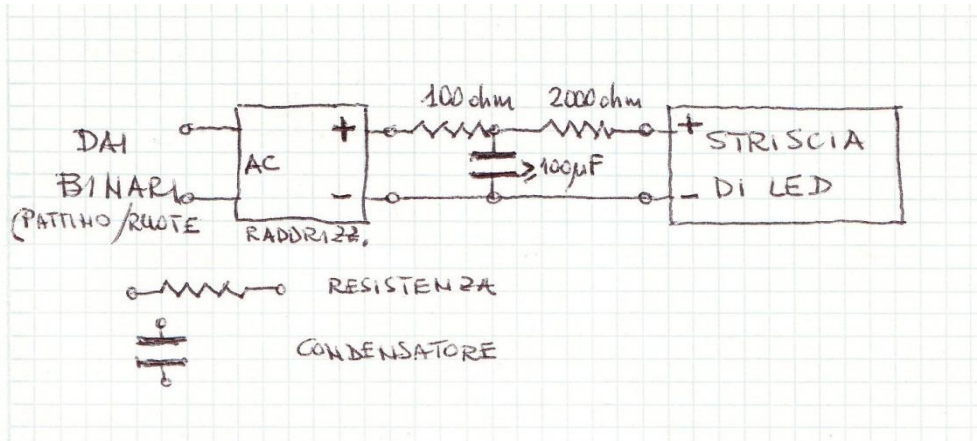 100 ohm 2000 ohm
DAI
BINARI
(PATTINO/RUOTE
AC
+
-
RADDRIZZ.
≥100µF
+ STRISCIA
- DI LED
RESISTENZA
CONDENSATORE